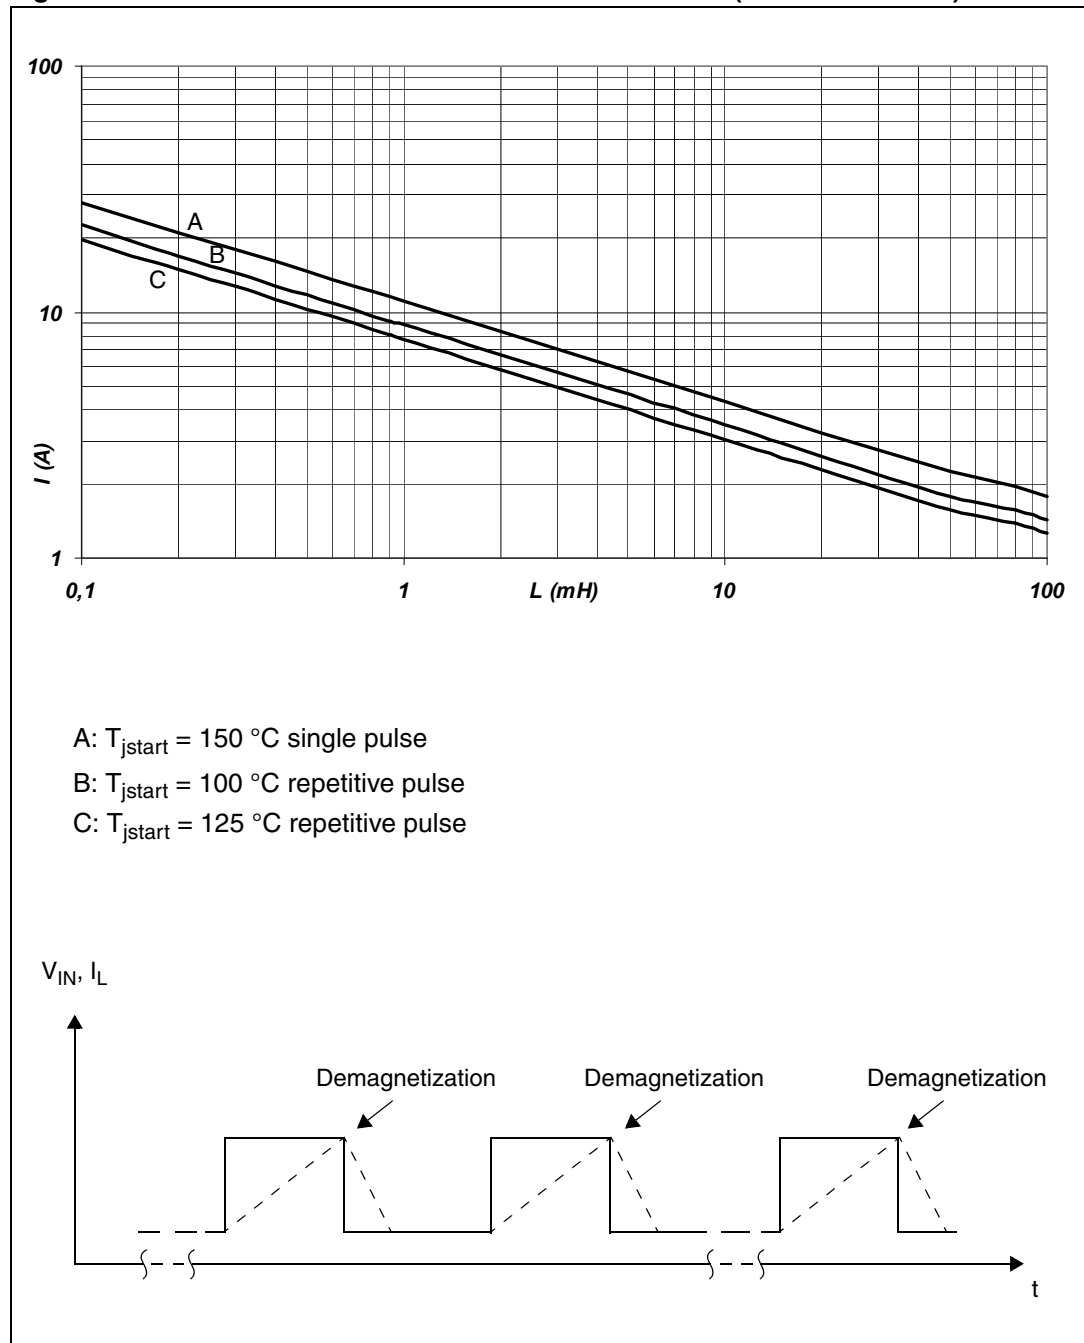 100
A
B
C
10
I (A)
1
0,1
1
L (mH)
10
100
A: Tjstart = 150 °C single pulse
B: Tjstart = 100 °C repetitive pulse
C: Tjstart = 125 °C repetitive pulse
VIN, IL
Demagnetization
Demagnetization
Demagnetization
t